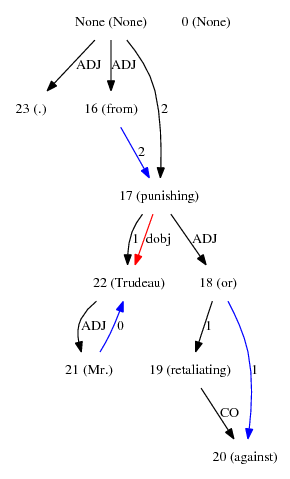 None (None) 0 (None)
ADJ ADJ
23 (.) 16 (from) 2
2
17 (punishing)
1 dobj ADJ
22 (Trudeau) 18 (or)
ADJ 0 1
21 (Mr.) 19 (retaliating) 1
CO
20 (against)